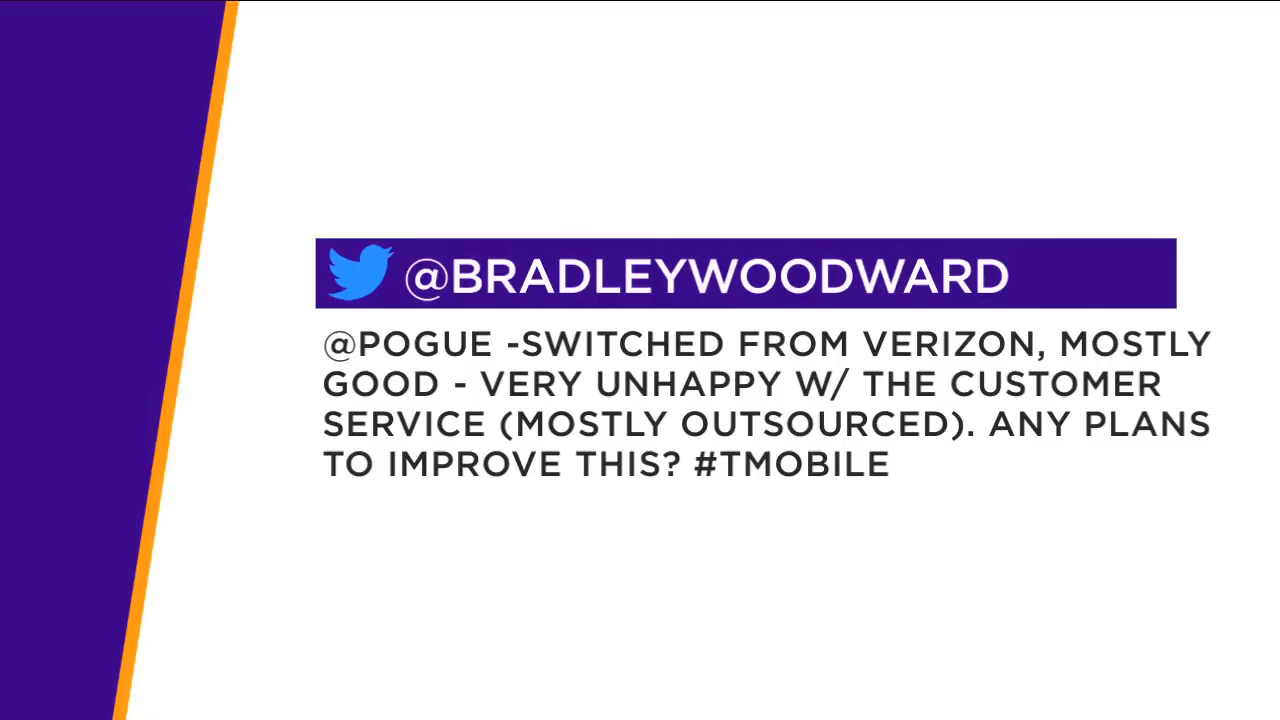 @BRADLEYWOODWARD
@POGUE -SWITCHED FROM VERIZON, MOSTLY
GOOD - VERY UNHAPPY W/ THE CUSTOMER
SERVICE (MOSTLY OUTSOURCED). ANY PLANS
TO IMPROVE THIS? #TMOBILE